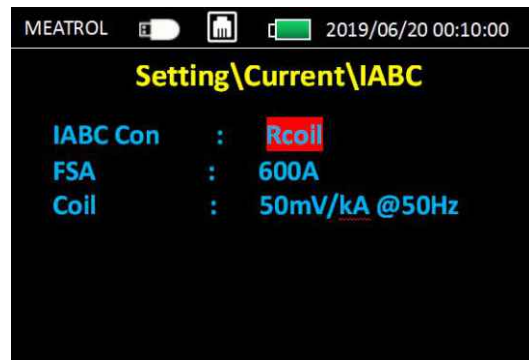 MEATROL 2019/06/20 00:10:00
Setting\Current\IABC
IABC Con : Rcoil
FSA : 600A
Coil : 50mV/kA @50Hz